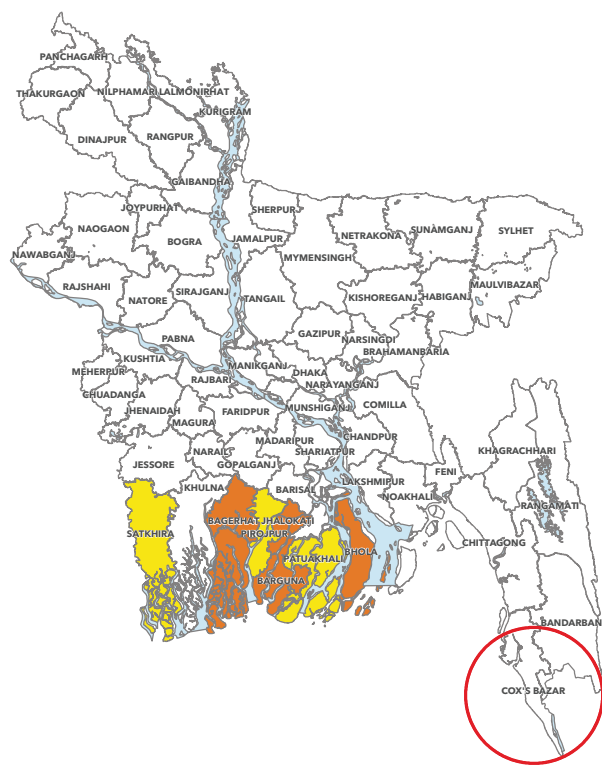 PANCHAGARH
THAKURGAON
NILPHAMARI
LALMONIRHAT
KURIGRAM
DINAJPUR
RANGPUR
GAIBANDHA
JOYPURHAT
SHERPUR
NAOGAON
BOGRA
JAMALPUR
NETRAKONA
SUNAMGANJ
SYLHET
NAWABGANJ
MYMENSINGH
RAJSHAHI
NATORE
SIRAJGANJ
TANGAIL
KISHOREGANJ
HABIGANJ
MAULVIBAZAR
PABNA
GAZIPUR
NARSINGDI
BRAHAMANBARIA
KUSHTIA
MEHERPUR
RAJBARI
MANIKGANJ
DHAKA
NARAYANGANJ
CHUADANGA
JHENAIDAH
MAGURA
FARIDPUR
MUNSHIGANJ
COMILLA
MADARIPUR
CHANDPUR
NARAIL
SHARIATPUR
JESSORE
GOPALGANJ
KHAGRACHHARI
KHULNA
BARISAL
LAKSHMIPUR
FENI
NOAKHALI
RANGAMATI
SATKHIRA
BAGERHAT
JHALOKATI
PIROJPUR
CHITTAGONG
PATUAKHALI
BHOLA
BARGUNA
BANDARBAN
COX'S BAZAR